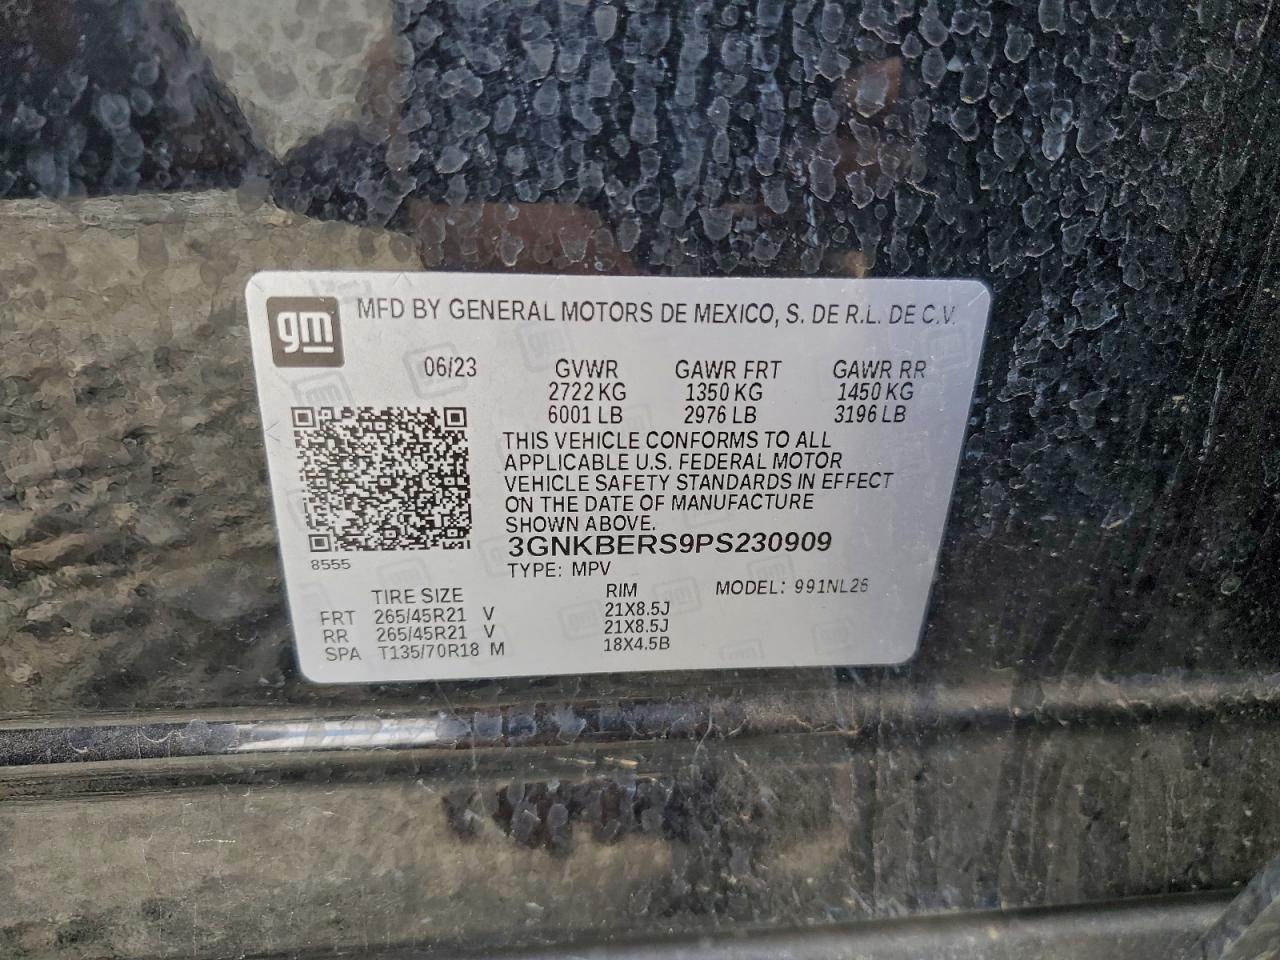 gm
MFD BY GENERAL MOTORS DE MEXICO, S. DE R.L. DE C.V.
06/23 GVWR GAWR FRT GAWR RR
2722 KG 1350 KG 1450 KG
6001 LB 2976 LB 3196 LB
THIS VEHICLE CONFORMS TO ALL
APPLICABLE U.S. FEDERAL MOTOR
VEHICLE SAFETY STANDARDS IN EFFECT
ON THE DATE OF MANUFACTURE
SHOWN ABOVE.
3GNKBERS9PS230909
8555
TYPE: MPV
TIRE SIZE RIM MODEL: 991NL26
FRT 265/45R21 V 21X8.5J
RR 265/45R21 V 21X8.5J
SPA T135/70R18 M 18X4.5B